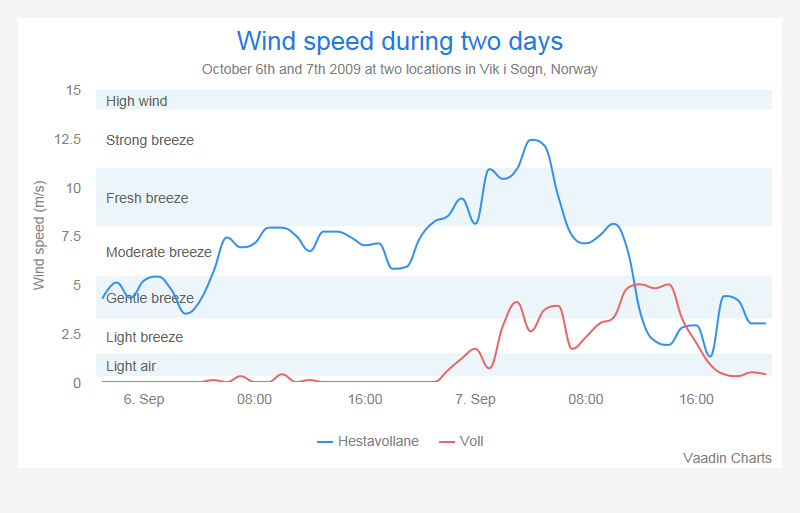 Wind speed during two days
October 6th and 7th 2009 at two locations in Vik i Sogn, Norway
Wind speed (m/s)
15
12.5
10
7.5
5
2.5
0
High wind
Strong breeze
Fresh breeze
Moderate breeze
Gentle breeze
Light breeze
Light air
6. Sep
08:00
16:00
7. Sep
08:00
16:00
Hestavollane
Voll
Vaadin Charts